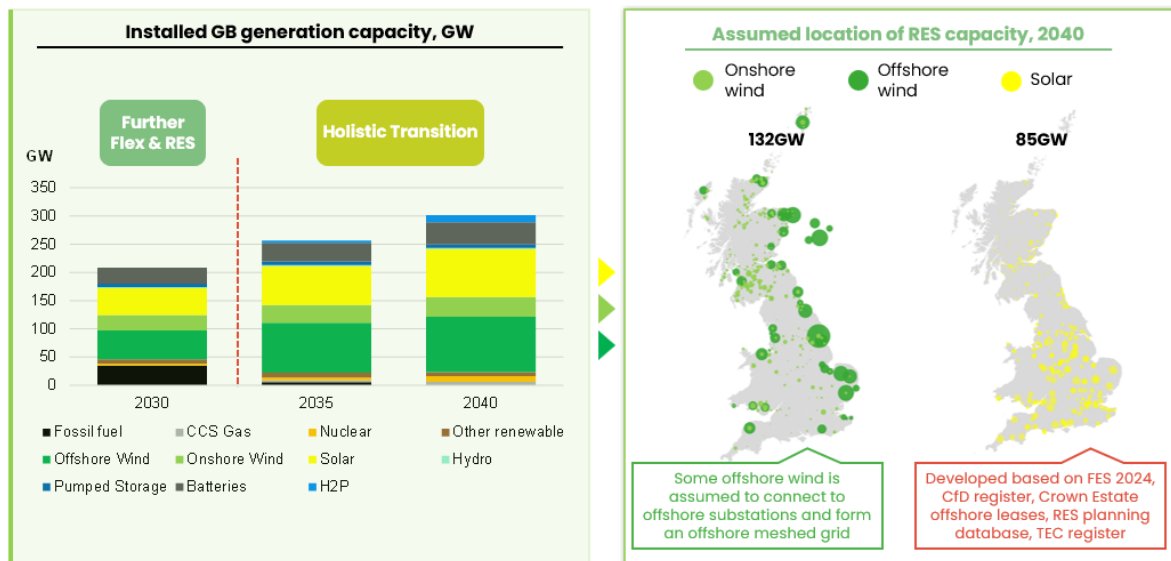 Installed GB generation capacity, GW
Further
Flex & RES
Holistic Transition
GW
350
300
250
200
150
100
50
0
2030
2035
2040
Fossil fuel
CCS Gas
Nuclear
Other renewable
Offshore Wind
Onshore Wind
Solar
Hydro
Pumped Storage
Batteries
H2P
Assumed location of RES capacity, 2040
Onshore
wind
Offshore
wind
Solar
132GW
85GW
Some offshore wind is
assumed to connect to
offshore substations and form
an offshore meshed grid
Developed based on FES 2024,
CfD register, Crown Estate
offshore leases, RES planning
database, TEC register